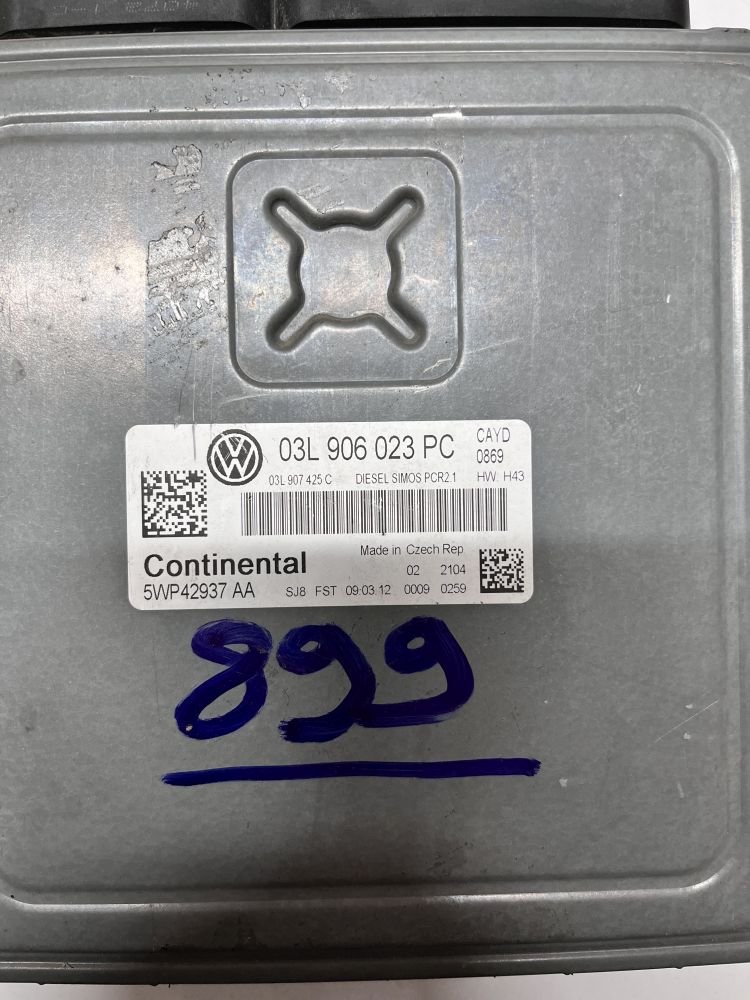 03L 906 023 PC
CAYD
0869
03L 907 425 C DIESEL SIMOS PCR2.1 HW: H43
Continental
Made in Czech Rep
02 2104
5WP42937 AA SJ8 FST 09.03.12 0009 0259
899